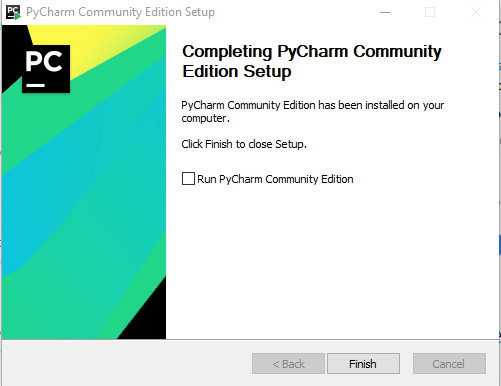 PyCharm Community Edition Setup
PC
Completing PyCharm Community
Edition Setup
PyCharm Community Edition has been installed on your
computer.
Click Finish to close Setup.
Run PyCharm Community Edition
< Back
Finish
Cancel